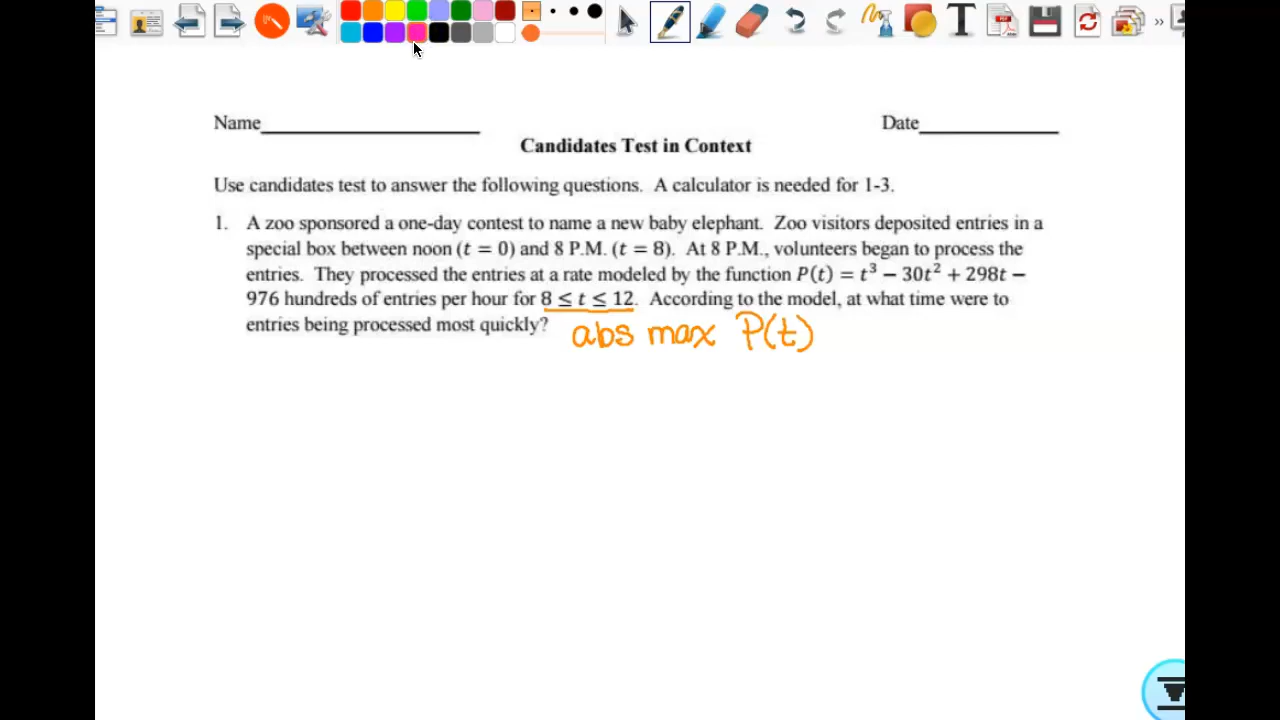 Name
Date
Candidates Test in Context
Use candidates test to answer the following questions. A calculator is needed for 1-3.
1. A zoo sponsored a one-day contest to name a new baby elephant. Zoo visitors deposited entries in a
special box between noon (t = 0) and 8 P.M. (t = 8). At 8 P.M., volunteers began to process the
entries. They processed the entries at a rate modeled by the function P(t) = t³ − 30t² + 298t −
976 hundreds of entries per hour for 8 ≤ t ≤ 12. According to the model, at what time were to
entries being processed most quickly? abs max P(t)